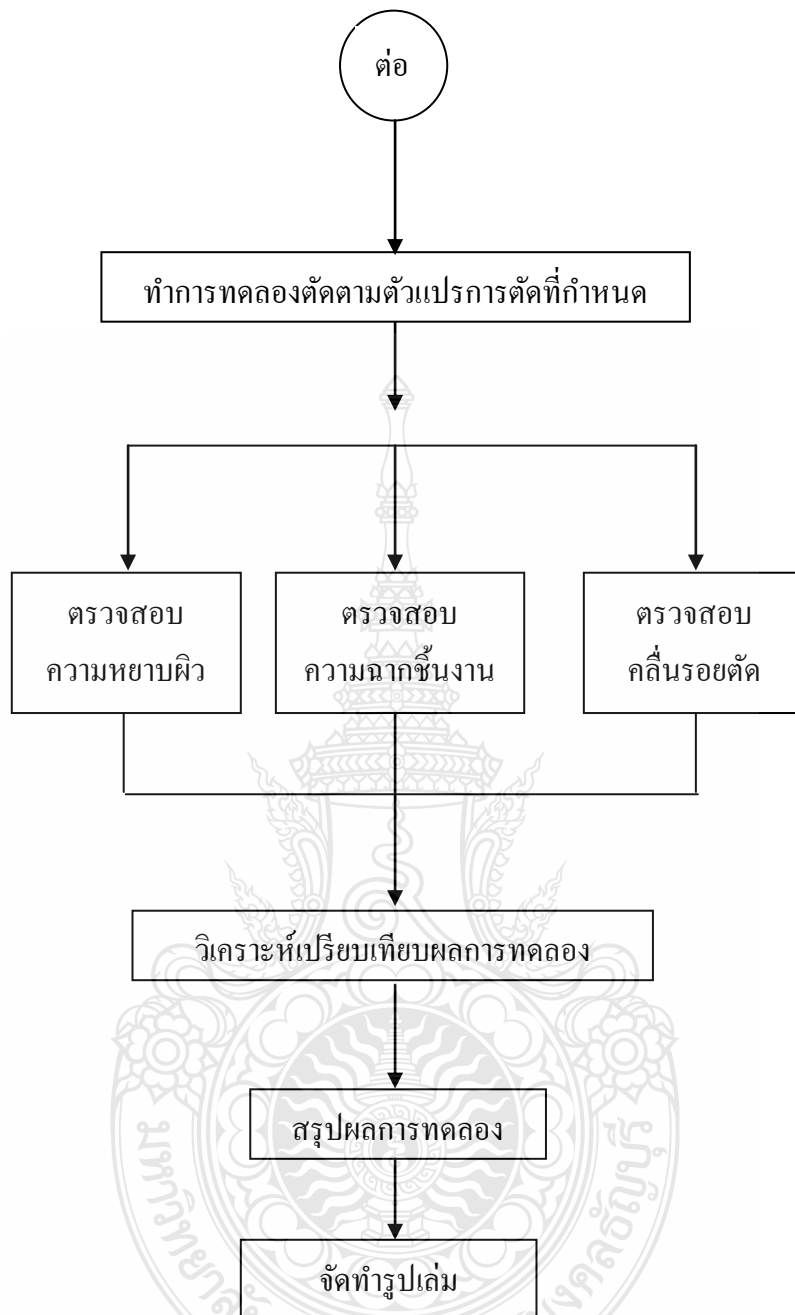 ต่อ
ทำการทดลองตัดตามตัวแปรการตัดที่กำหนด
ตรวจสอบ
ความหยาบผิว
ตรวจสอบ
ความฉากชิ้นงาน
ตรวจสอบ
คลื่นรอยตัด
วิเคราะห์เปรียบเทียบผลการทดลอง
สรุปผลการทดลอง
จัดทำรูปเล่ม